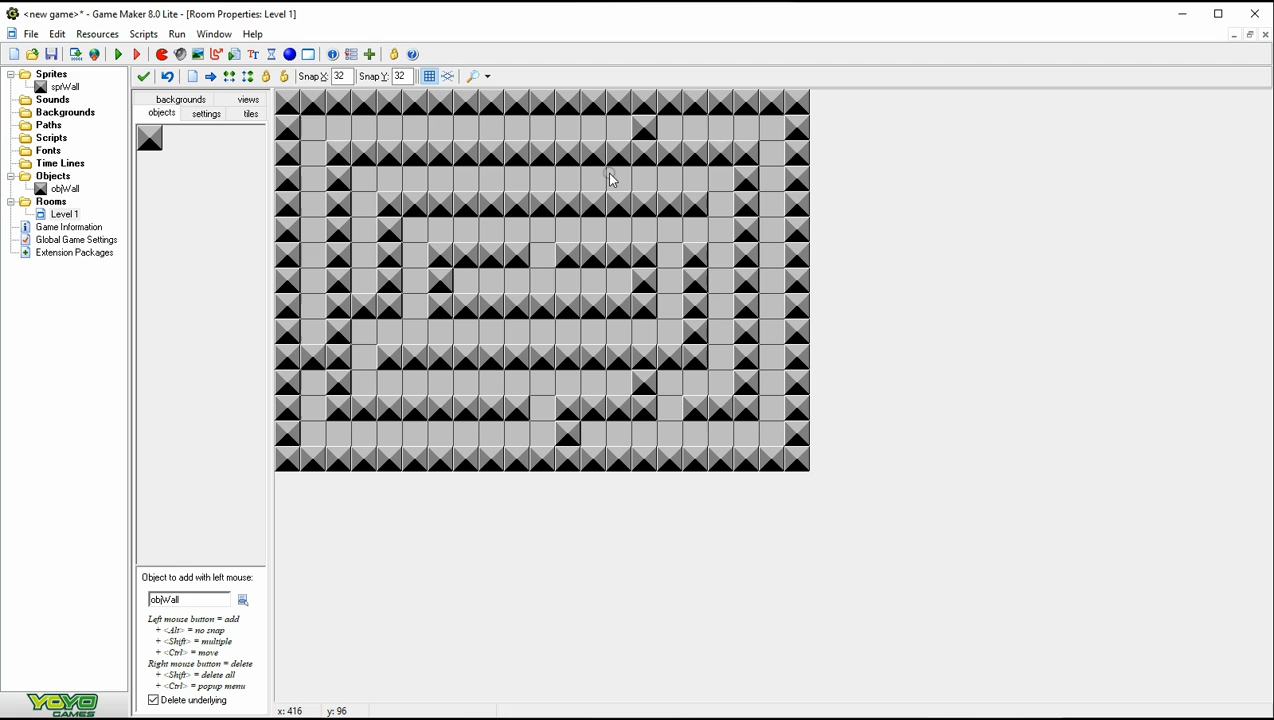 <new game>* - Game Maker 8.0 Lite - [Room Properties: Level 1]
File Edit Resources Scripts Run Window Help
Snap X: 32 Snap Y: 32
Sprites
sprWall
Sounds
Backgrounds
Paths
Scripts
Fonts
Time Lines
Objects
objWall
Rooms
Level 1
Game Information
Global Game Settings
Extension Packages
backgrounds views
objects settings tiles
Object to add with left mouse:
objWall
Left mouse button = add
+ <Alt> = no snap
+ <Shift> = multiple
+ <Ctrl> = move
Right mouse button = delete
+ <Shift> = delete all
+ <Ctrl> = popup menu
Delete underlying
YOYO
GAMES
x: 416 y: 96